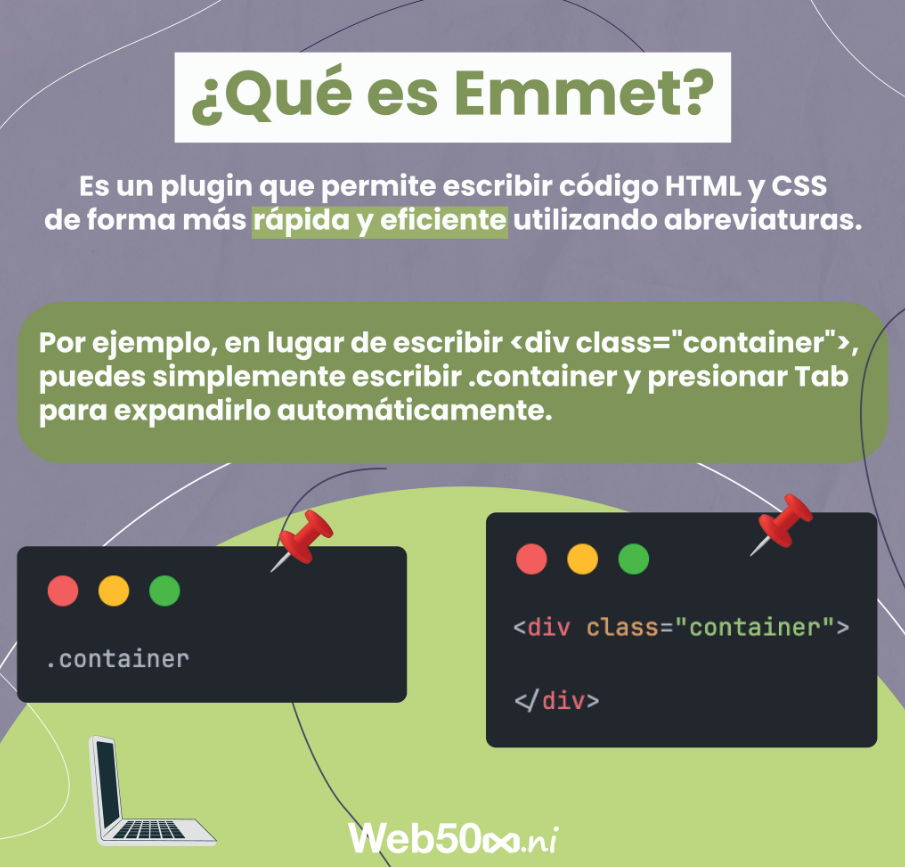 ¿Qué es Emmet?
Es un plugin que permite escribir código HTML y CSS
de forma más rápida y eficiente utilizando abreviaturas.
Por ejemplo, en lugar de escribir <div class="container">,
puedes simplemente escribir .container y presionar Tab
para expandirlo automáticamente.
.container
<div class="container">
</div>
Web50∞.ni